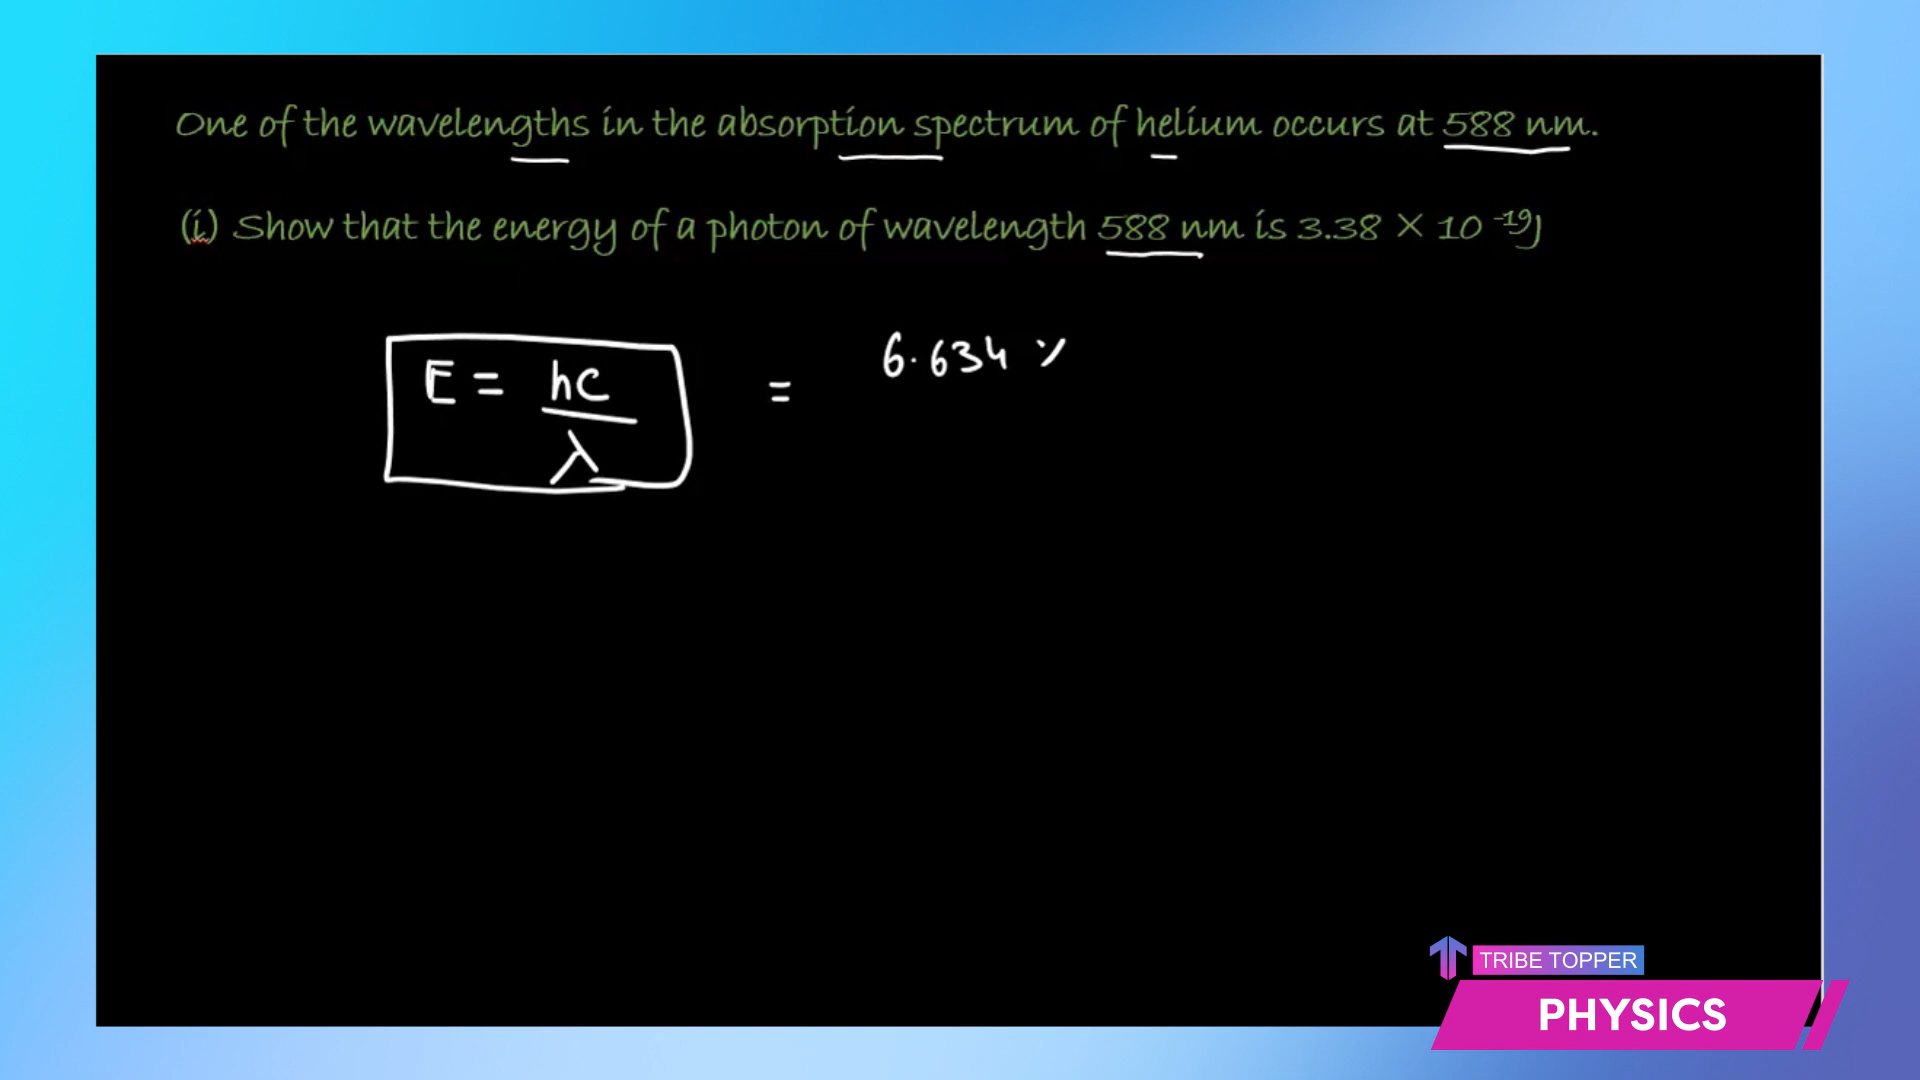 One of the wavelengths in the absorption spectrum of helium occurs at 588 nm.
(i) Show that the energy of a photon of wavelength 588 nm is 3.38 × 10 ⁻¹⁹J
E = hc/λ = 6.634 ×
TRIBE TOPPER
PHYSICS